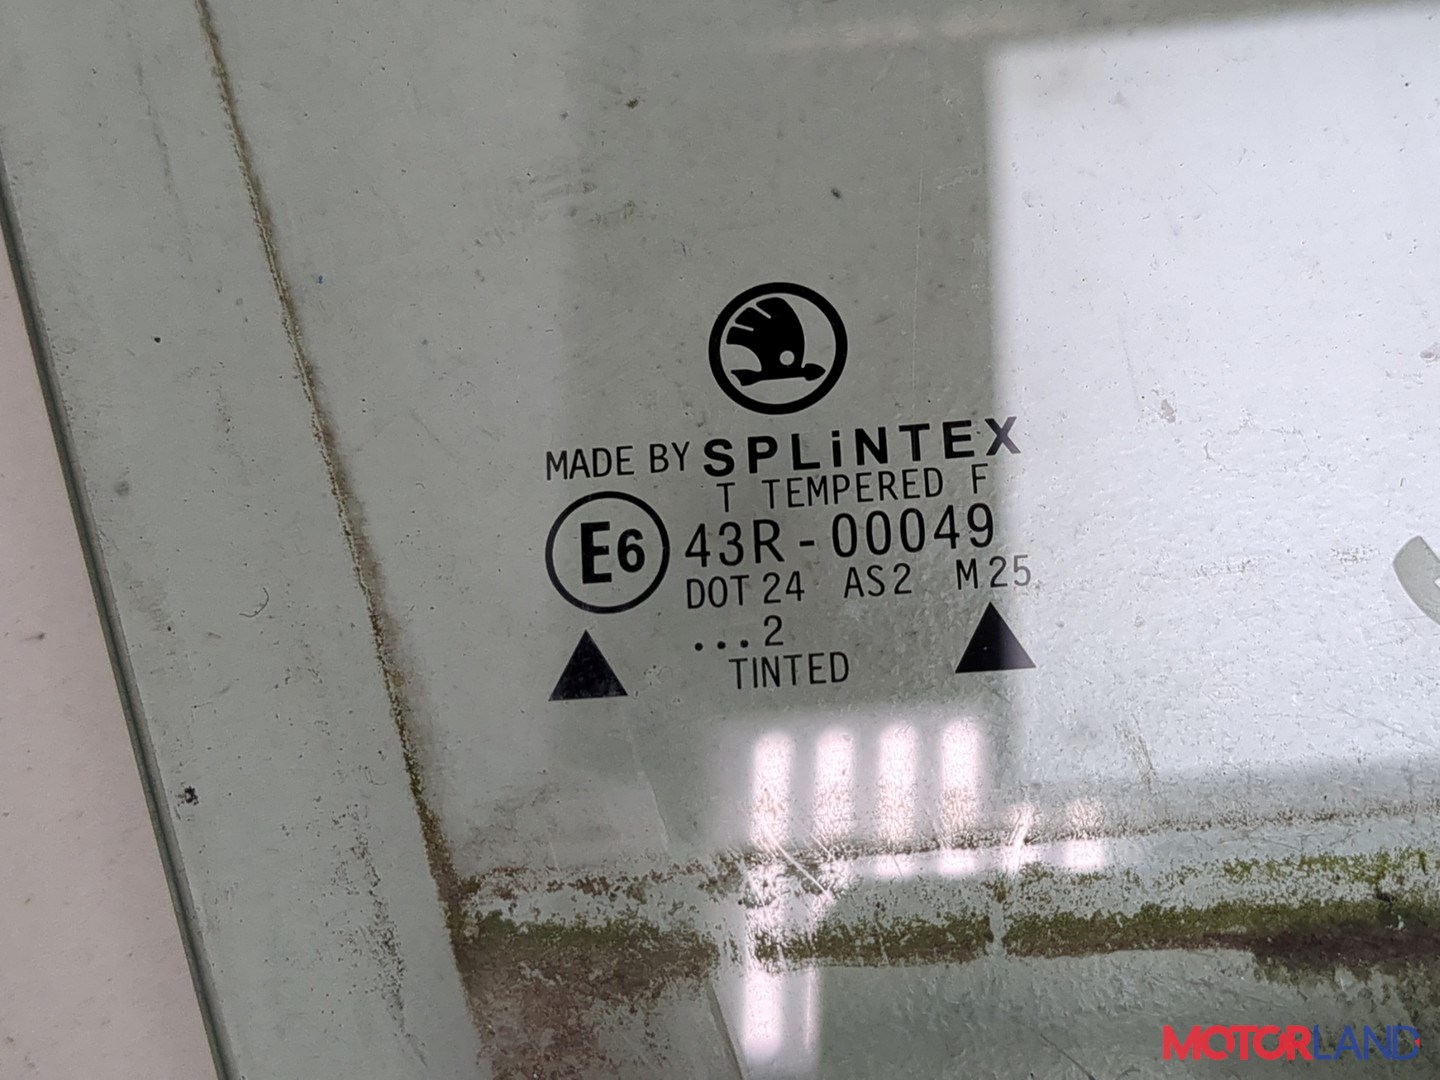 MADE BY SPLiNTEX
T TEMPERED F
E6 43R-00049
DOT 24 AS2 M25
...2
TINTED
MOTORLAND